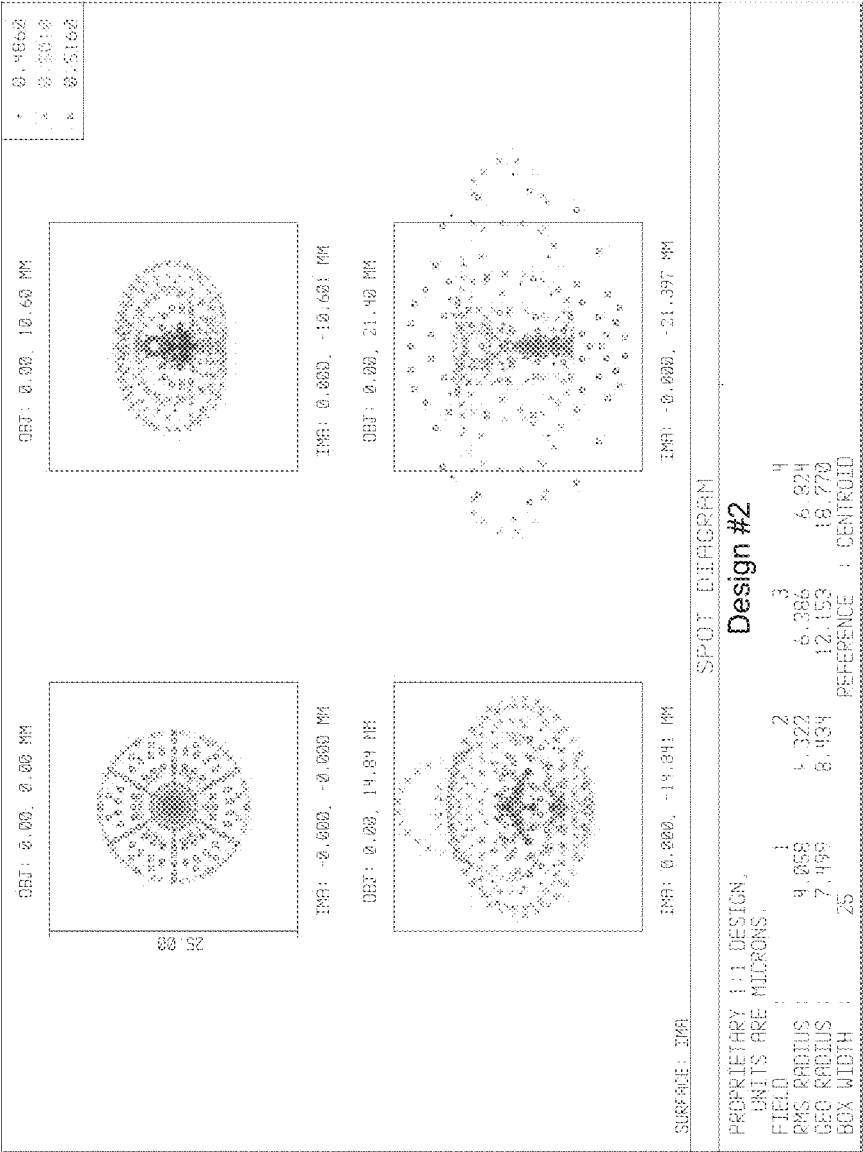 0.4860
0.5010
0.5160
OBJ: 0.00, 0.00 MM
OBJ: 0.00, 10.60 MM
25.00
IMA: -0.000, -0.000 MM
IMA: 0.000, -10.601 MM
OBJ: 0.00, 14.84 MM
OBJ: 0.00, 21.40 MM
IMA: 0.000, -14.841 MM
IMA: -0.000, -21.397 MM
SURFACE: IMA
SPOT DIAGRAM
PROPRIETARY 1:1 DESIGN.
Design #2
UNITS ARE MICRONS.
FIELD : 1 2 3 4
RMS RADIUS : 4.058 4.322 6.386 6.824
GEO RADIUS : 7.499 8.434 12.153 18.770
BOX WIDTH : 25 REFERENCE : CENTROID